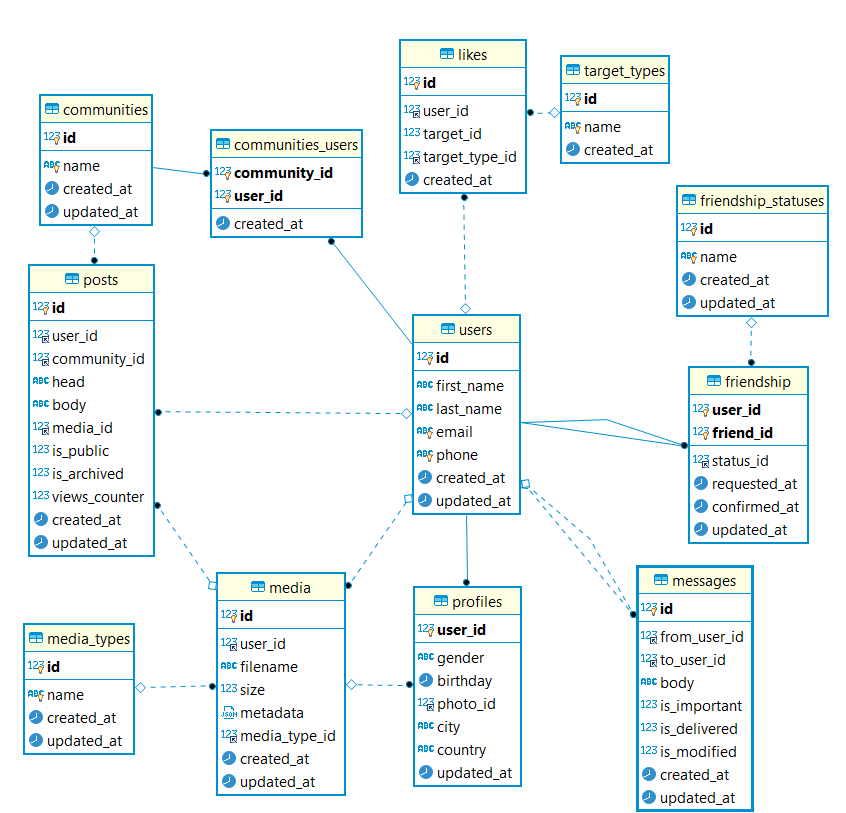 likes
id
user_id
target_id
target_type_id
created_at
target_types
id
name
created_at
communities
id
name
created_at
updated_at
communities_users
community_id
user_id
created_at
friendship_statuses
id
name
created_at
updated_at
posts
id
user_id
community_id
head
body
media_id
is_public
is_archived
views_counter
created_at
updated_at
users
id
first_name
last_name
email
phone
created_at
updated_at
friendship
user_id
friend_id
status_id
requested_at
confirmed_at
updated_at
media
id
user_id
filename
size
metadata
media_type_id
created_at
updated_at
profiles
user_id
gender
birthday
photo_id
city
country
updated_at
messages
id
from_user_id
to_user_id
body
is_important
is_delivered
is_modified
created_at
updated_at
media_types
id
name
created_at
updated_at